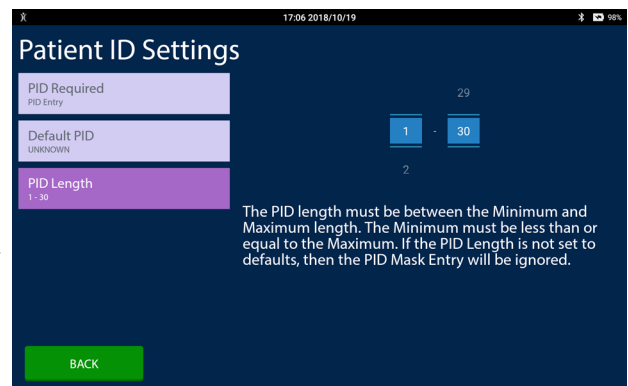 17:06 2018/10/19
98%
Patient ID Settings
PID Required
PID Entry
Default PID
UNKNOWN
PID Length
1 - 30
29
1 - 30
2
The PID length must be between the Minimum and
Maximum length. The Minimum must be less than or
equal to the Maximum. If the PID Length is not set to
defaults, then the PID Mask Entry will be ignored.
BACK